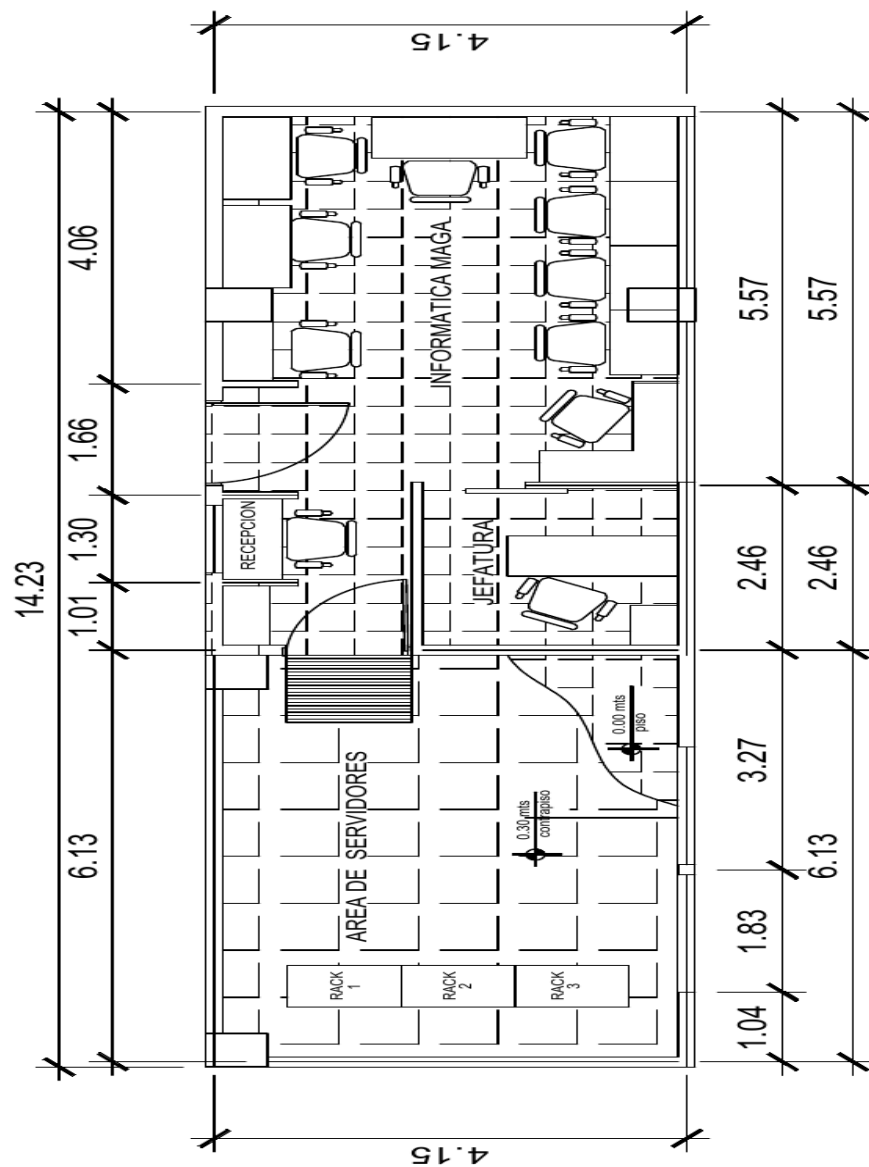 4.15
14.23
4.06
1.66
1.30
1.01
6.13
RECEPCION
INFORMATICA MAGA
JEFATURA
AREA DE SERVIDORES
0.00 mts
piso
0.30 mts
contrapiso
RACK
1
RACK
2
RACK
3
5.57
2.46
3.27
1.83
1.04
5.57
2.46
6.13
4.15